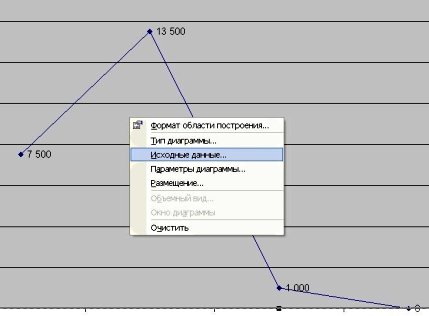 13 500
Формат области построения...
Тип диаграммы...
7 500
Исходные данные...
Параметры диаграммы...
Размещение...
Объемный вид...
Окно диаграммы
Очистить
1 000